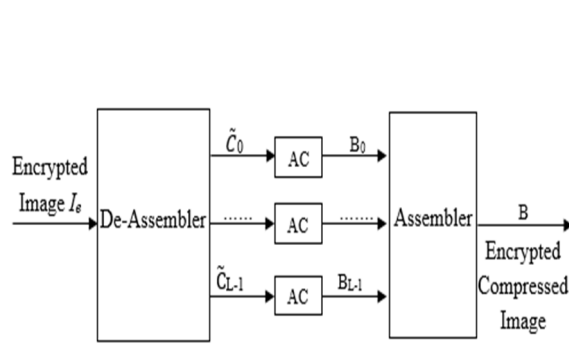 Encrypted
Image Iₑ
De-Assembler
C̃0
AC
B0
......
AC
.......
C̃L-1
AC
BL-1
Assembler
B
Encrypted
Compressed
Image